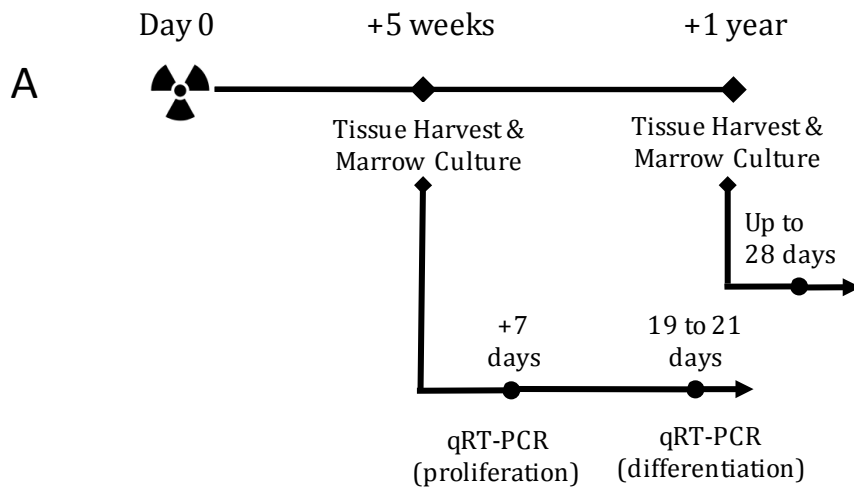 Day 0
+5 weeks
+1 year
A
Tissue Harvest &
Marrow Culture
Tissue Harvest &
Marrow Culture
Up to
28 days
+7
days
19 to 21
days
qRT-PCR
(proliferation)
qRT-PCR
(differentiation)